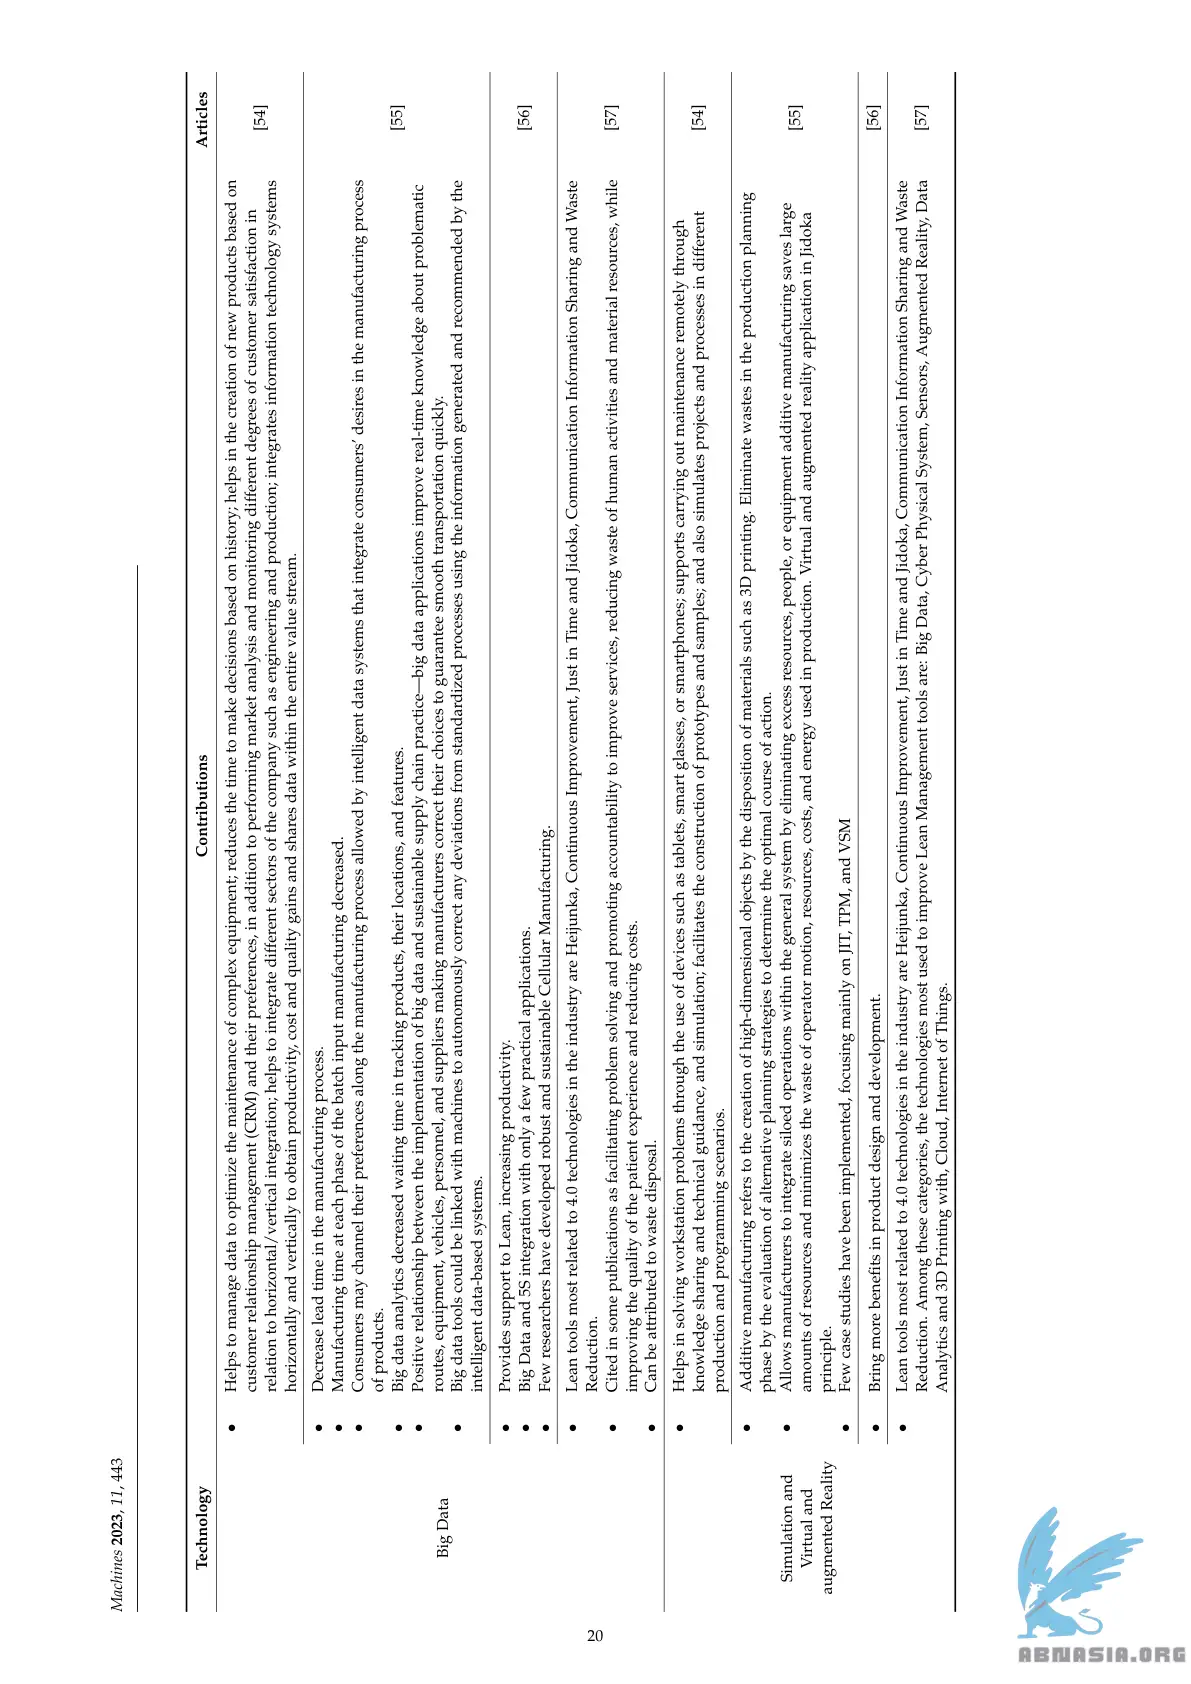 Machines 2023, 11, 443
Technology Contributions Articles
Big Data
• Helps to manage data to optimize the maintenance of complex equipment; reduces the time to make decisions based on history; helps in the creation of new products based on
customer relationship management (CRM) and their preferences, in addition to performing market analysis and monitoring different degrees of customer satisfaction in
relation to horizontal/vertical integration; helps to integrate different sectors of the company such as engineering and production; integrates information technology systems
horizontally and vertically to obtain productivity, cost and quality gains and shares data within the entire value stream.
[54]
• Decrease lead time in the manufacturing process.
• Manufacturing time at each phase of the batch input manufacturing decreased.
• Consumers may channel their preferences along the manufacturing process allowed by intelligent data systems that integrate consumers’ desires in the manufacturing process
of products.
• Big data analytics decreased waiting time in tracking products, their locations, and features.
• Positive relationship between the implementation of big data and sustainable supply chain practice—big data applications improve real-time knowledge about problematic
routes, equipment, vehicles, personnel, and suppliers making manufacturers correct their choices to guarantee smooth transportation quickly.
• Big data tools could be linked with machines to autonomously correct any deviations from standardized processes using the information generated and recommended by the
intelligent data-based systems.
[55]
• Provides support to Lean, increasing productivity.
• Big Data and 5S integration with only a few practical applications.
• Few researchers have developed robust and sustainable Cellular Manufacturing.
[56]
• Lean tools most related to 4.0 technologies in the industry are Heijunka, Continuous Improvement, Just in Time and Jidoka, Communication Information Sharing and Waste
Reduction.
• Cited in some publications as facilitating problem solving and promoting accountability to improve services, reducing waste of human activities and material resources, while
improving the quality of the patient experience and reducing costs.
• Can be attributed to waste disposal.
[57]
Simulation and
Virtual and
augmented Reality
• Helps in solving workstation problems through the use of devices such as tablets, smart glasses, or smartphones; supports carrying out maintenance remotely through
knowledge sharing and technical guidance, and simulation; facilitates the construction of prototypes and samples; and also simulates projects and processes in different
production and programming scenarios.
[54]
• Additive manufacturing refers to the creation of high-dimensional objects by the disposition of materials such as 3D printing. Eliminate wastes in the production planning
phase by the evaluation of alternative planning strategies to determine the optimal course of action.
• Allows manufacturers to integrate siloed operations within the general system by eliminating excess resources, people, or equipment additive manufacturing saves large
amounts of resources and minimizes the waste of operator motion, resources, costs, and energy used in production. Virtual and augmented reality application in Jidoka
principle.
• Few case studies have been implemented, focusing mainly on JIT, TPM, and VSM
[55]
• Bring more benefits in product design and development.
[56]
• Lean tools most related to 4.0 technologies in the industry are Heijunka, Continuous Improvement, Just in Time and Jidoka, Communication Information Sharing and Waste
Reduction. Among these categories, the technologies most used to improve Lean Management tools are: Big Data, Cyber Physical System, Sensors, Augmented Reality, Data
Analytics and 3D Printing with, Cloud, Internet of Things.
[57]
20
ABNASIA.ORG